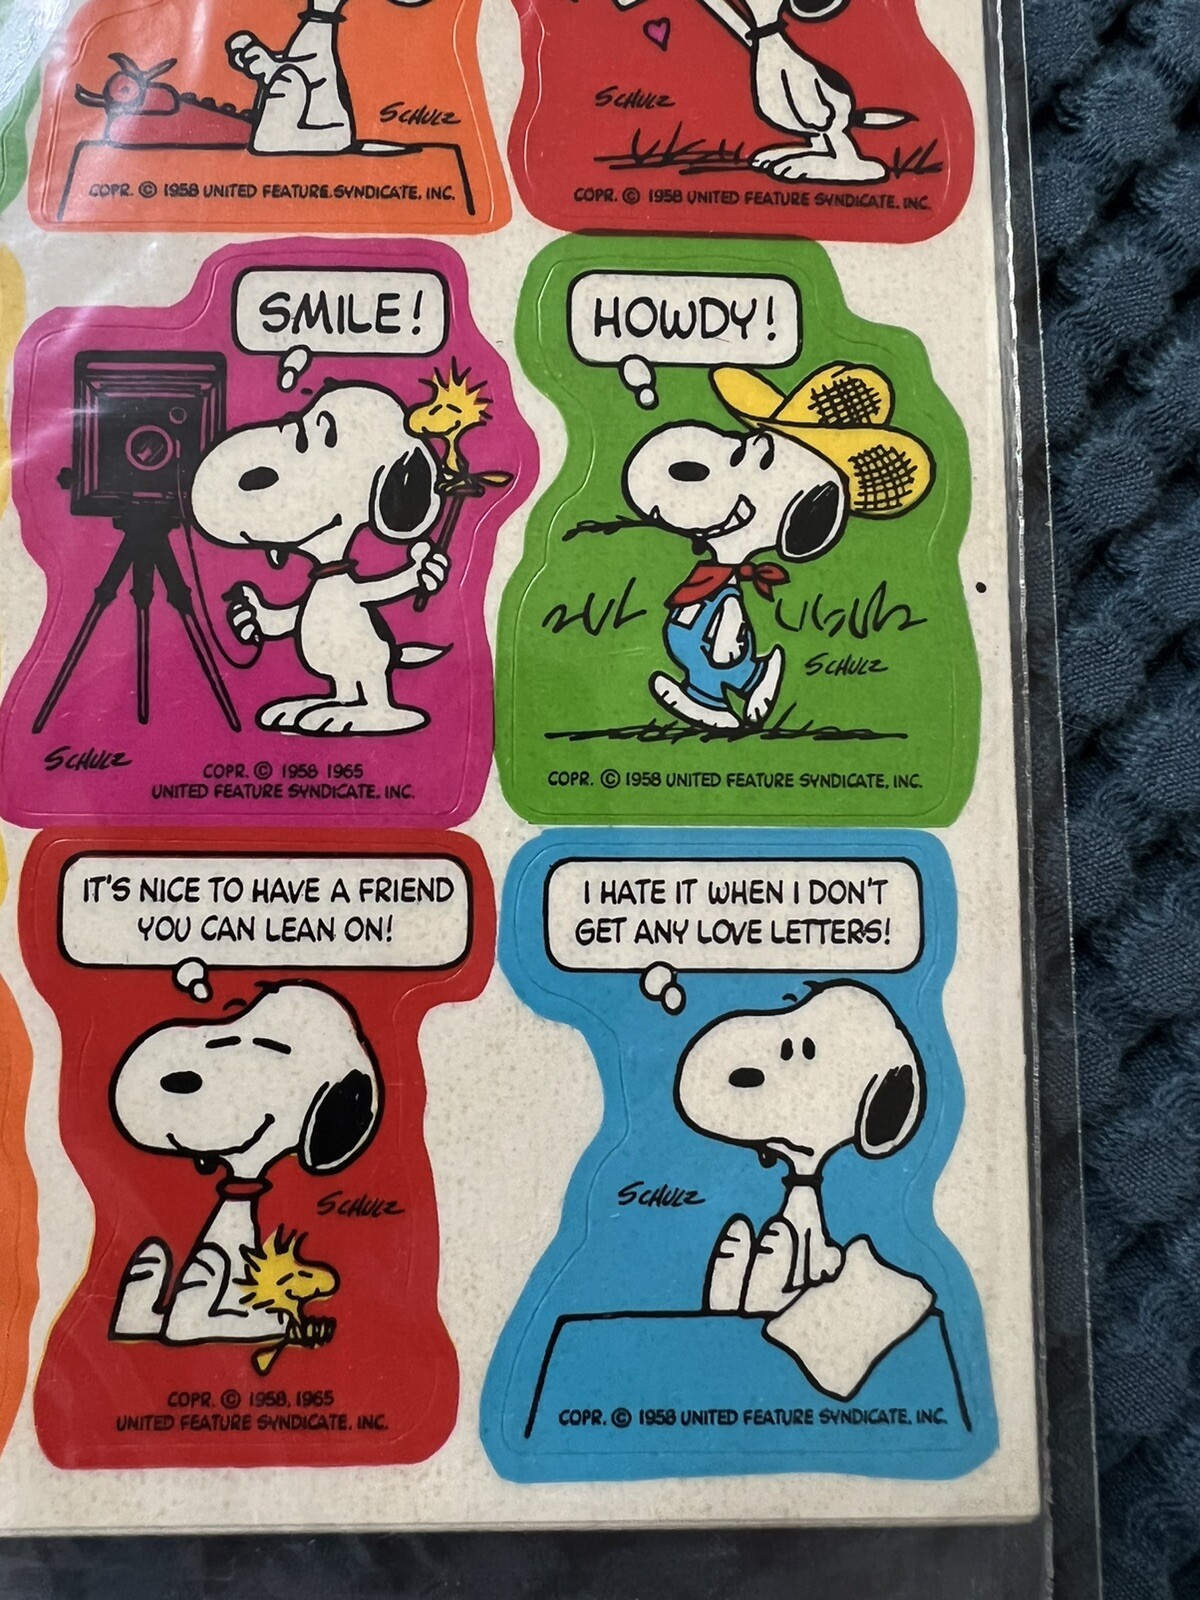 SCHULZ
COPR. © 1958 UNITED FEATURE SYNDICATE, INC.
SCHULZ
COPR. © 1958 UNITED FEATURE SYNDICATE, INC.
SMILE!
SCHULZ
COPR. © 1958 1965
UNITED FEATURE SYNDICATE, INC.
HOWDY!
SCHULZ
COPR. © 1958 UNITED FEATURE SYNDICATE, INC.
IT'S NICE TO HAVE A FRIEND
YOU CAN LEAN ON!
SCHULZ
COPR. © 1958, 1965
UNITED FEATURE SYNDICATE, INC.
I HATE IT WHEN I DON'T
GET ANY LOVE LETTERS!
SCHULZ
COPR. © 1958 UNITED FEATURE SYNDICATE, INC.